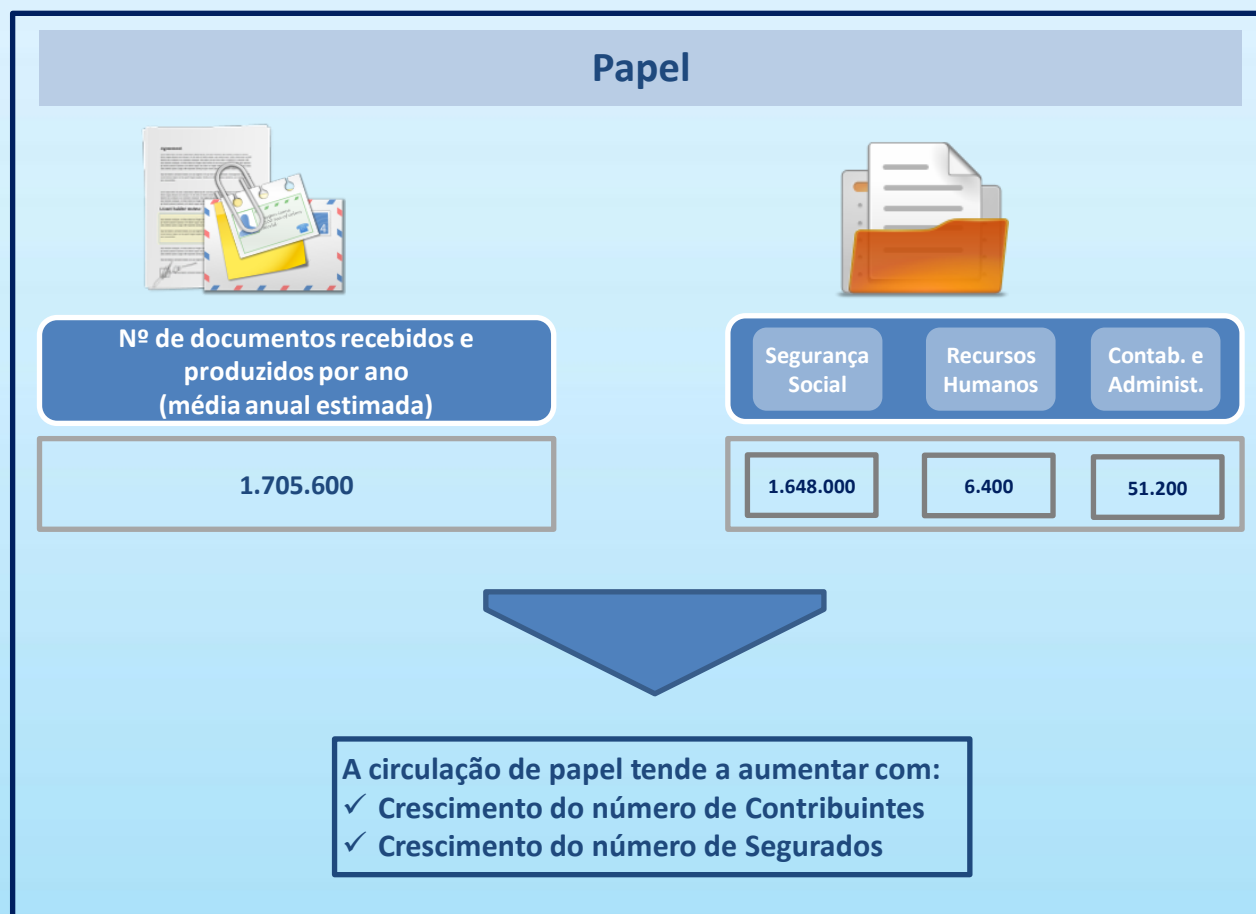 Papel
Nº de documentos recebidos e
produzidos por ano
(média anual estimada)
Segurança
Social
Recursos
Humanos
Contab. e
Administ.
1.705.600
1.648.000
6.400
51.200
A circulação de papel tende a aumentar com:
✓ Crescimento do número de Contribuintes
✓ Crescimento do número de Segurados